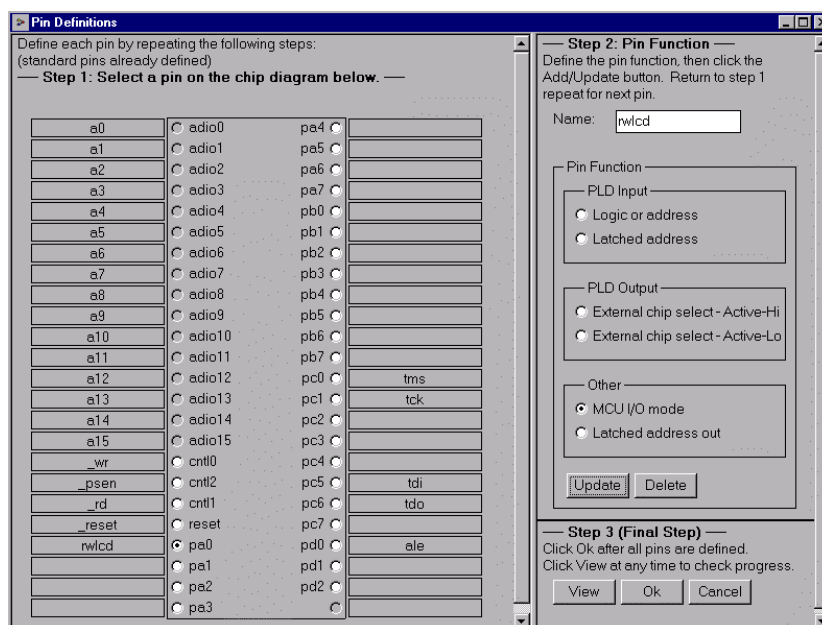 Pin Definitions
Define each pin by repeating the following steps:
(standard pins already defined)
Step 1: Select a pin on the chip diagram below.
a0 adio0 pa4
a1 adio1 pa5
a2 adio2 pa6
a3 adio3 pa7
a4 adio4 pb0
a5 adio5 pb1
a6 adio6 pb2
a7 adio7 pb3
a8 adio8 pb4
a9 adio9 pb5
a10 adio10 pb6
a11 adio11 pb7
a12 adio12 pc0 tms
a13 adio13 pc1 tck
a14 adio14 pc2
a15 adio15 pc3
_wr cntl0 pc4
_psen cntl2 pc5 tdi
_rd cntl1 pc6 tdo
_reset reset pc7
rwlcd pa0 pd0 ale
pa1 pd1
pa2 pd2
pa3
Step 2: Pin Function
Define the pin function, then click the
Add/Update button. Return to step 1
repeat for next pin.
Name: rwlcd
Pin Function
PLD Input
Logic or address
Latched address
PLD Output
External chip select - Active-Hi
External chip select - Active-Lo
Other
MCU I/O mode
Latched address out
Update Delete
Step 3 (Final Step)
Click Ok after all pins are defined.
Click View at any time to check progress.
View Ok Cancel